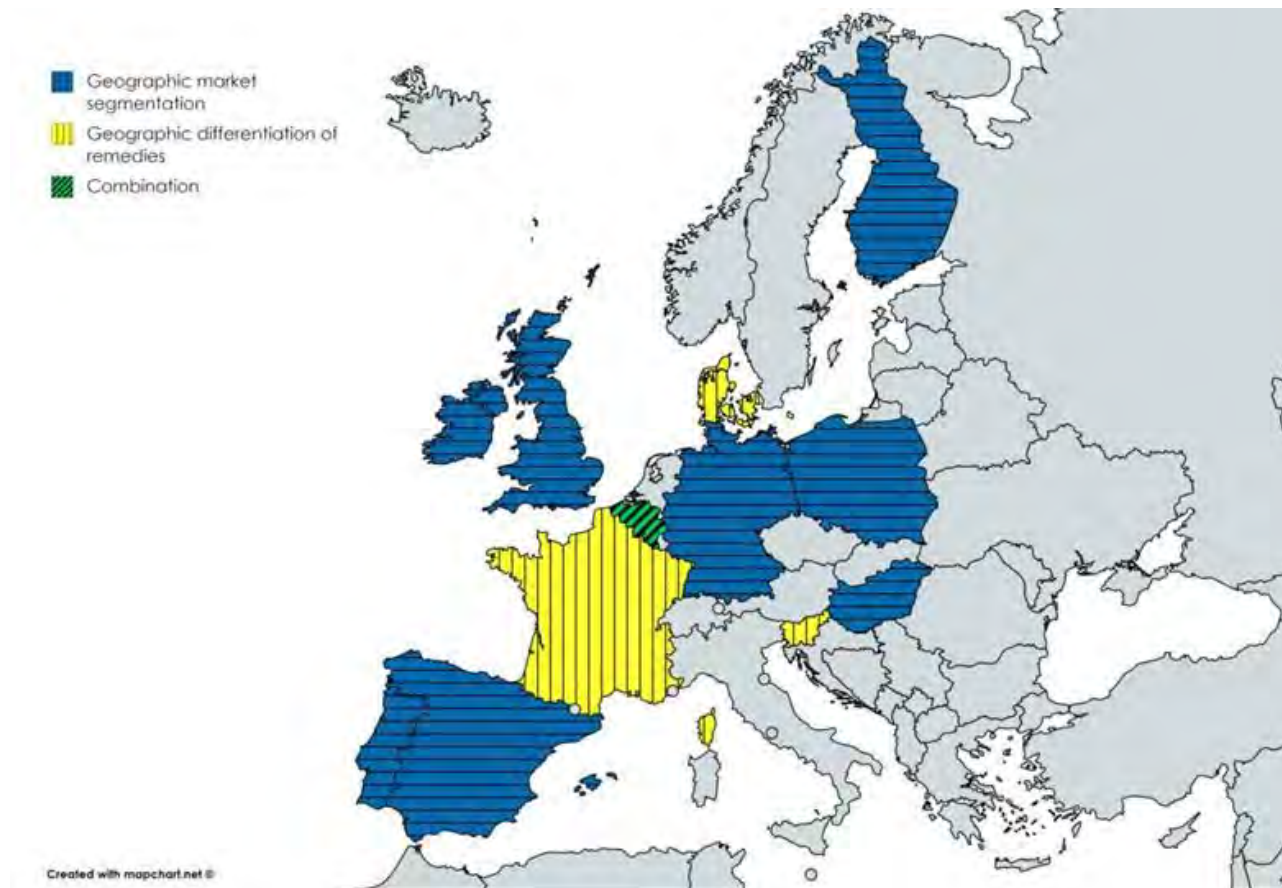 Geographic market
segmentation
Geographic differentiation of
remedies
Combination
Created with mapchart.net ©